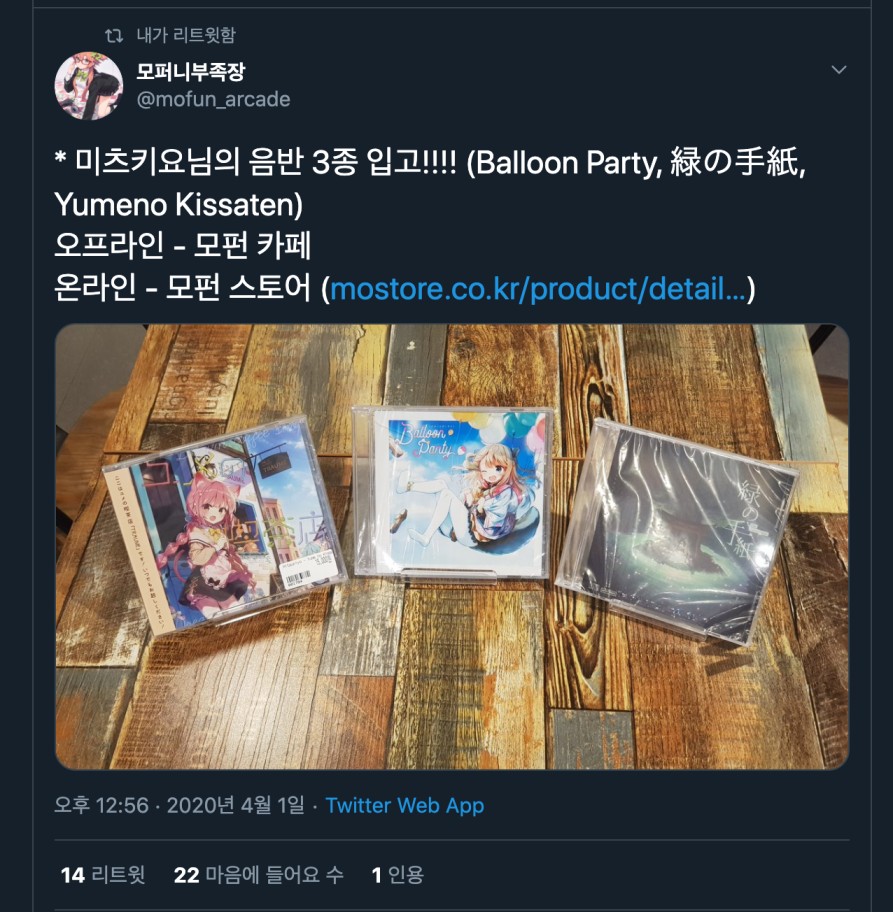 내가 리트윗함
모퍼니부족장
@mofun_arcade
* 미츠키요님의 음반 3종 입고!!!! (Balloon Party, 緑の手紙,
Yumeno Kissaten)
오프라인 - 모펀 카페
온라인 - 모펀 스토어 (mostore.co.kr/product/detail...)
Balloon
Party
緑の手紙
오후 12:56 · 2020년 4월 1일 · Twitter Web App
14 리트윗 22 마음에 들어요 수 1 인용